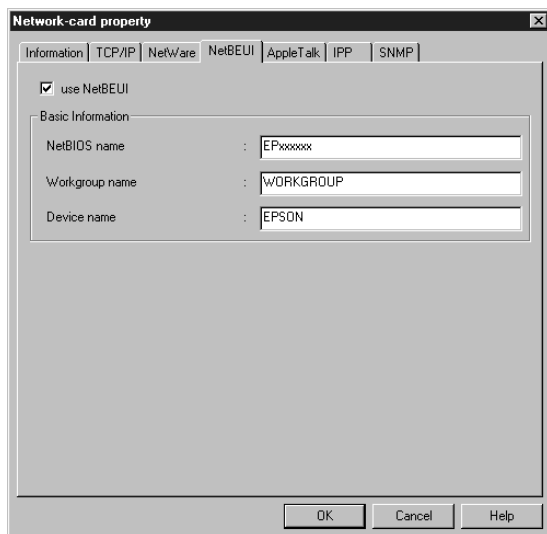 Network-card property
Information TCP/IP NetWare NetBEUI AppleTalk IPP SNMP
use NetBEUI
Basic Information
NetBIOS name : EPxxxxxx
Workgroup name : WORKGROUP
Device name : EPSON
OK Cancel Help